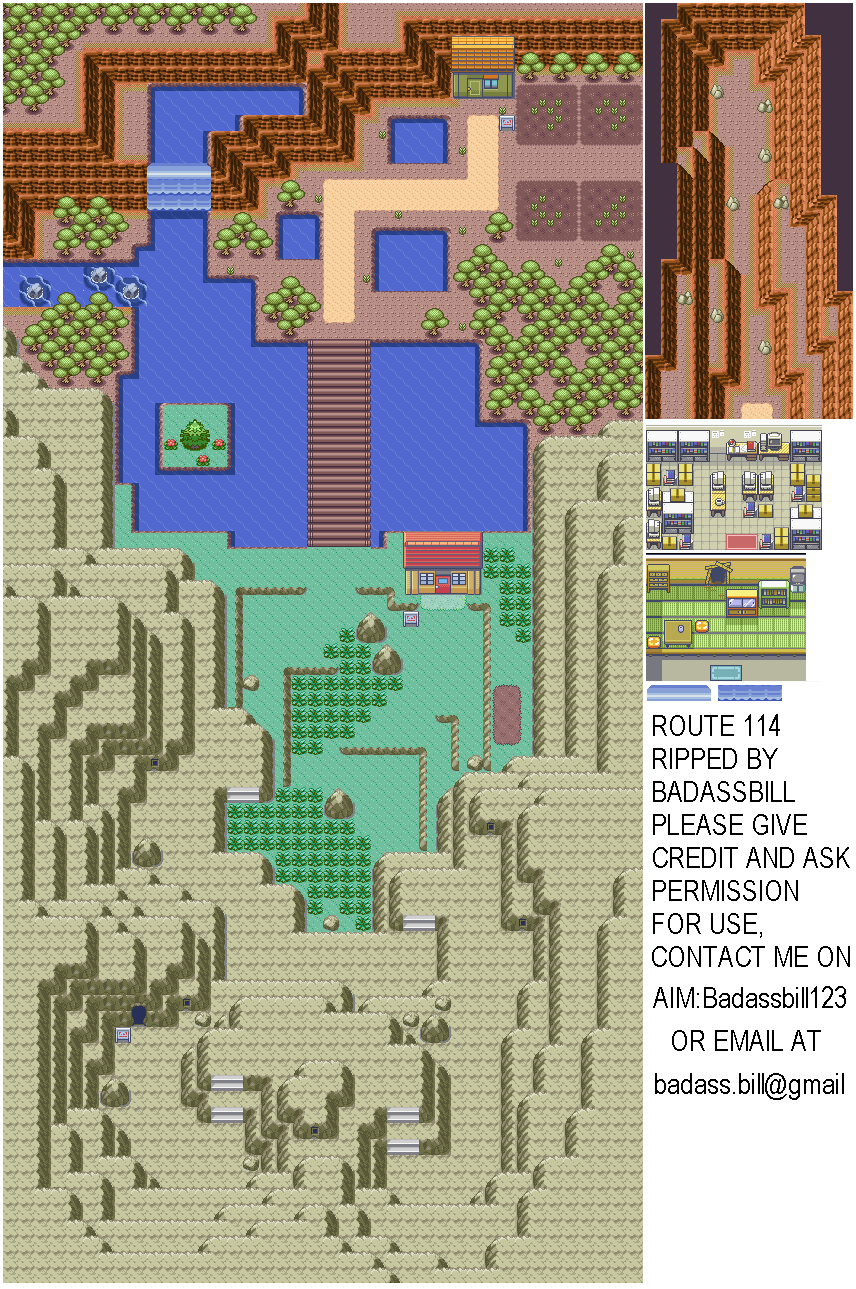 ROUTE 114
RIPPED BY
BADASSBILL
PLEASE GIVE
CREDIT AND ASK
PERMISSION
FOR USE,
CONTACT ME ON
AIM:Badassbill123
OR EMAIL AT
badass.bill@gmail